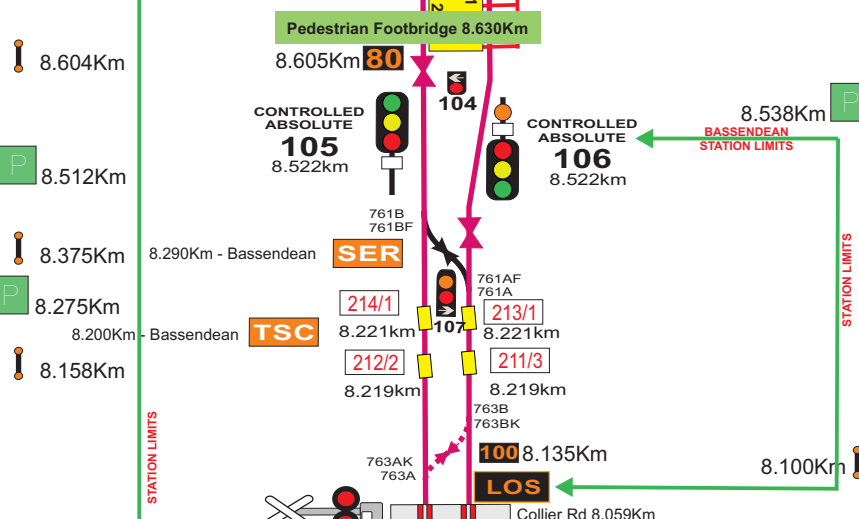 1
2
Pedestrian Footbridge 8.630Km
8.604Km
8.605Km
80
104
CONTROLLED
ABSOLUTE
105
8.522km
CONTROLLED
ABSOLUTE
106
8.522km
8.538Km
P
BASSENDEAN
STATION LIMITS
P
8.512Km
761B
761BF
8.375Km
8.290Km - Bassendean
SER
STATION LIMITS
P
8.275Km
761AF
761A
214/1
8.221km
107
213/1
8.221km
8.200Km - Bassendean
TSC
8.158Km
212/2
8.219km
211/3
8.219km
763B
763BK
STATION LIMITS
763AK
763A
100
8.135Km
8.100Km
LOS
Collier Rd 8.059Km